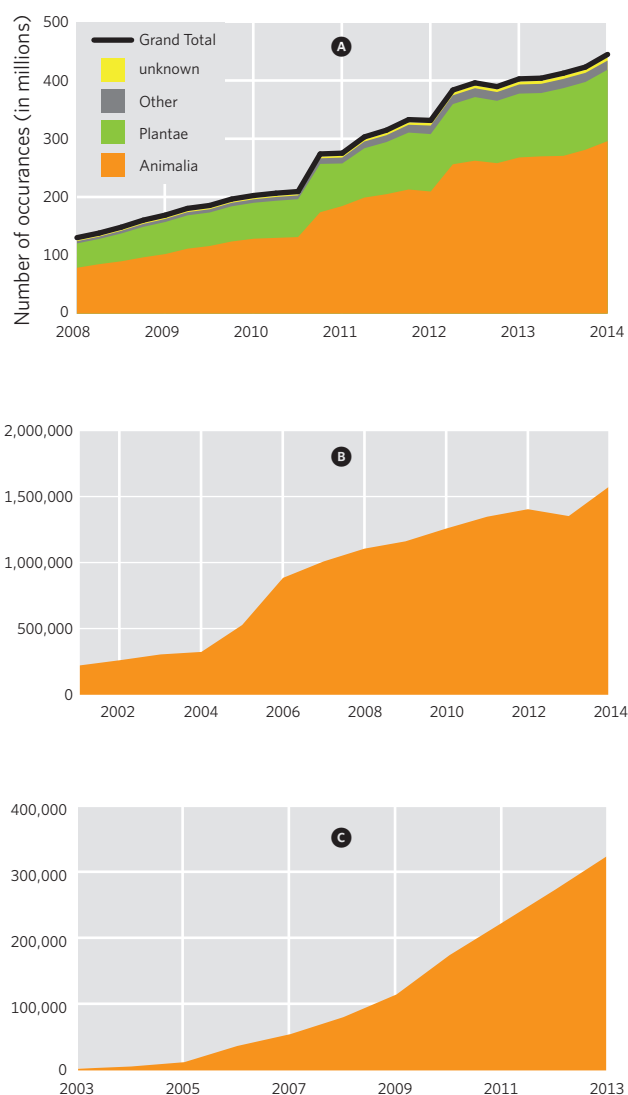 Number of occurances (in millions)
500
400
300
200
100
0
A
Grand Total
unknown
Other
Plantae
Animalia
2008 2009 2010 2011 2012 2013 2014
B
2,000,000
1,500,000
1,000,000
500,000
0
2002 2004 2006 2008 2010 2012 2014
C
400,000
300,000
200,000
100,000
0
2003 2005 2007 2009 2011 2013